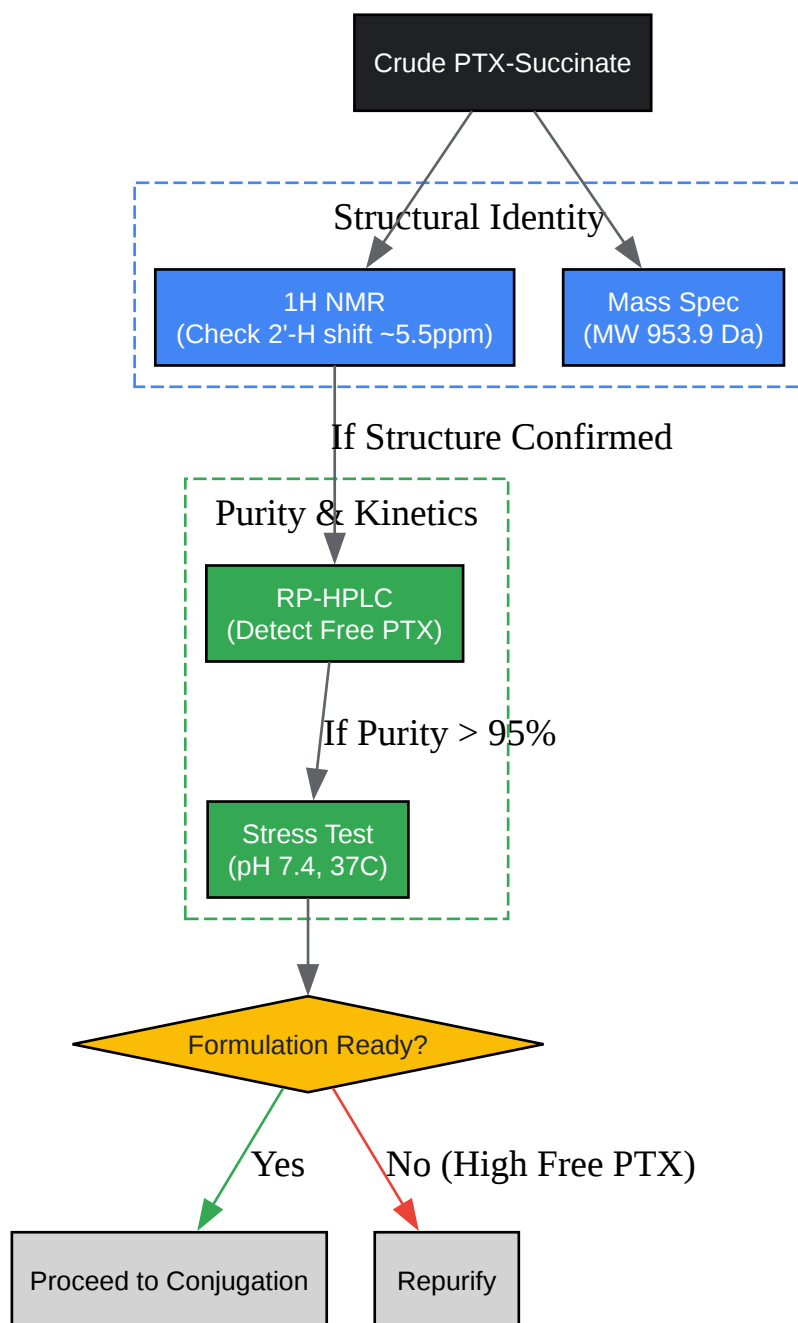 Crude PTX-Succinate
Structural Identity
1H NMR
(Check 2'-H shift ~5.5ppm)
Mass Spec
(MW 953.9 Da)
If Structure Confirmed
Purity & Kinetics
RP-HPLC
(Detect Free PTX)
If Purity > 95%
Stress Test
(pH 7.4, 37C)
Formulation Ready?
Yes
No (High Free PTX)
Proceed to Conjugation
Repurify